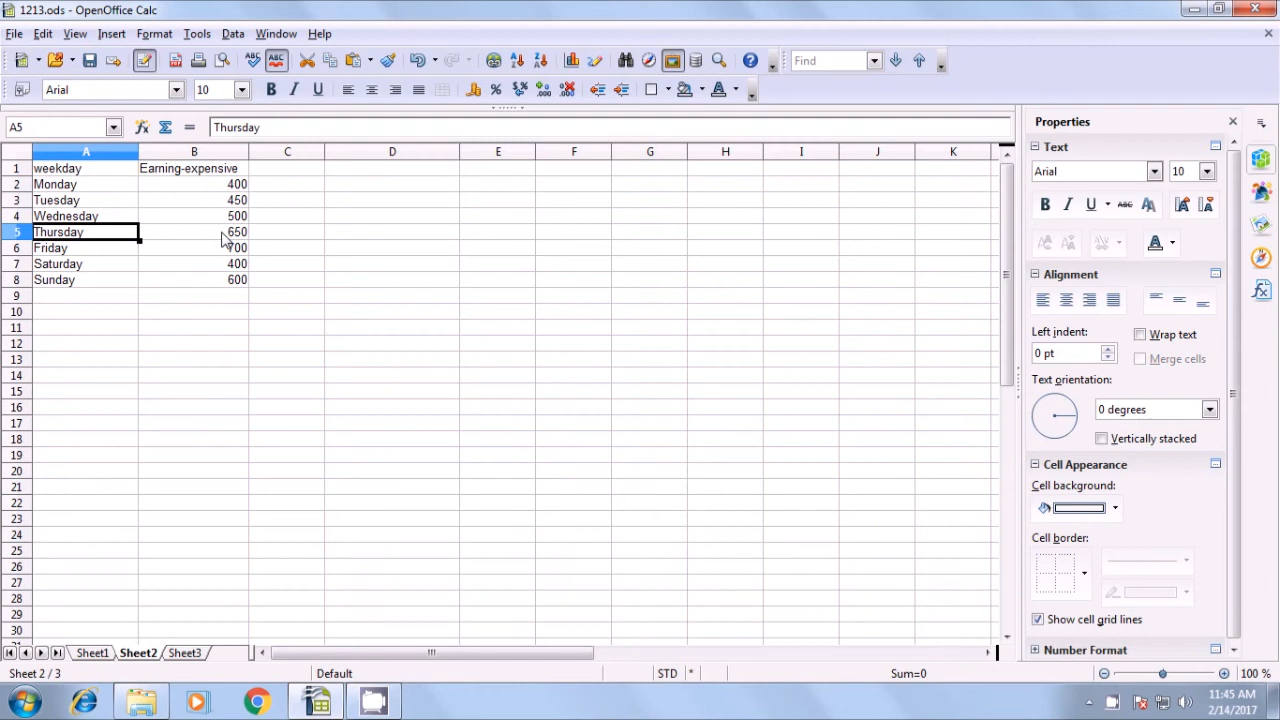 1213.ods - OpenOffice Calc
File Edit View Insert Format Tools Data Window Help
Find
Arial 10
A5 Thursday
A B C D E F G H I J K
1 weekday Earning-expensive
2 Monday 400
3 Tuesday 450
4 Wednesday 500
5 Thursday 650
6 Friday 700
7 Saturday 400
8 Sunday 600
9
10
11
12
13
14
15
16
17
18
19
20
21
22
23
24
25
26
27
28
29
30
Properties
Text
Arial 10
Alignment
Left indent:
Wrap text
0 pt
Merge cells
Text orientation:
0 degrees
Vertically stacked
Cell Appearance
Cell background:
Cell border:
Show cell grid lines
Number Format
Sheet1 Sheet2 Sheet3
Sheet 2 / 3 Default STD * Sum=0 100 %
11:45 AM
2/14/2017